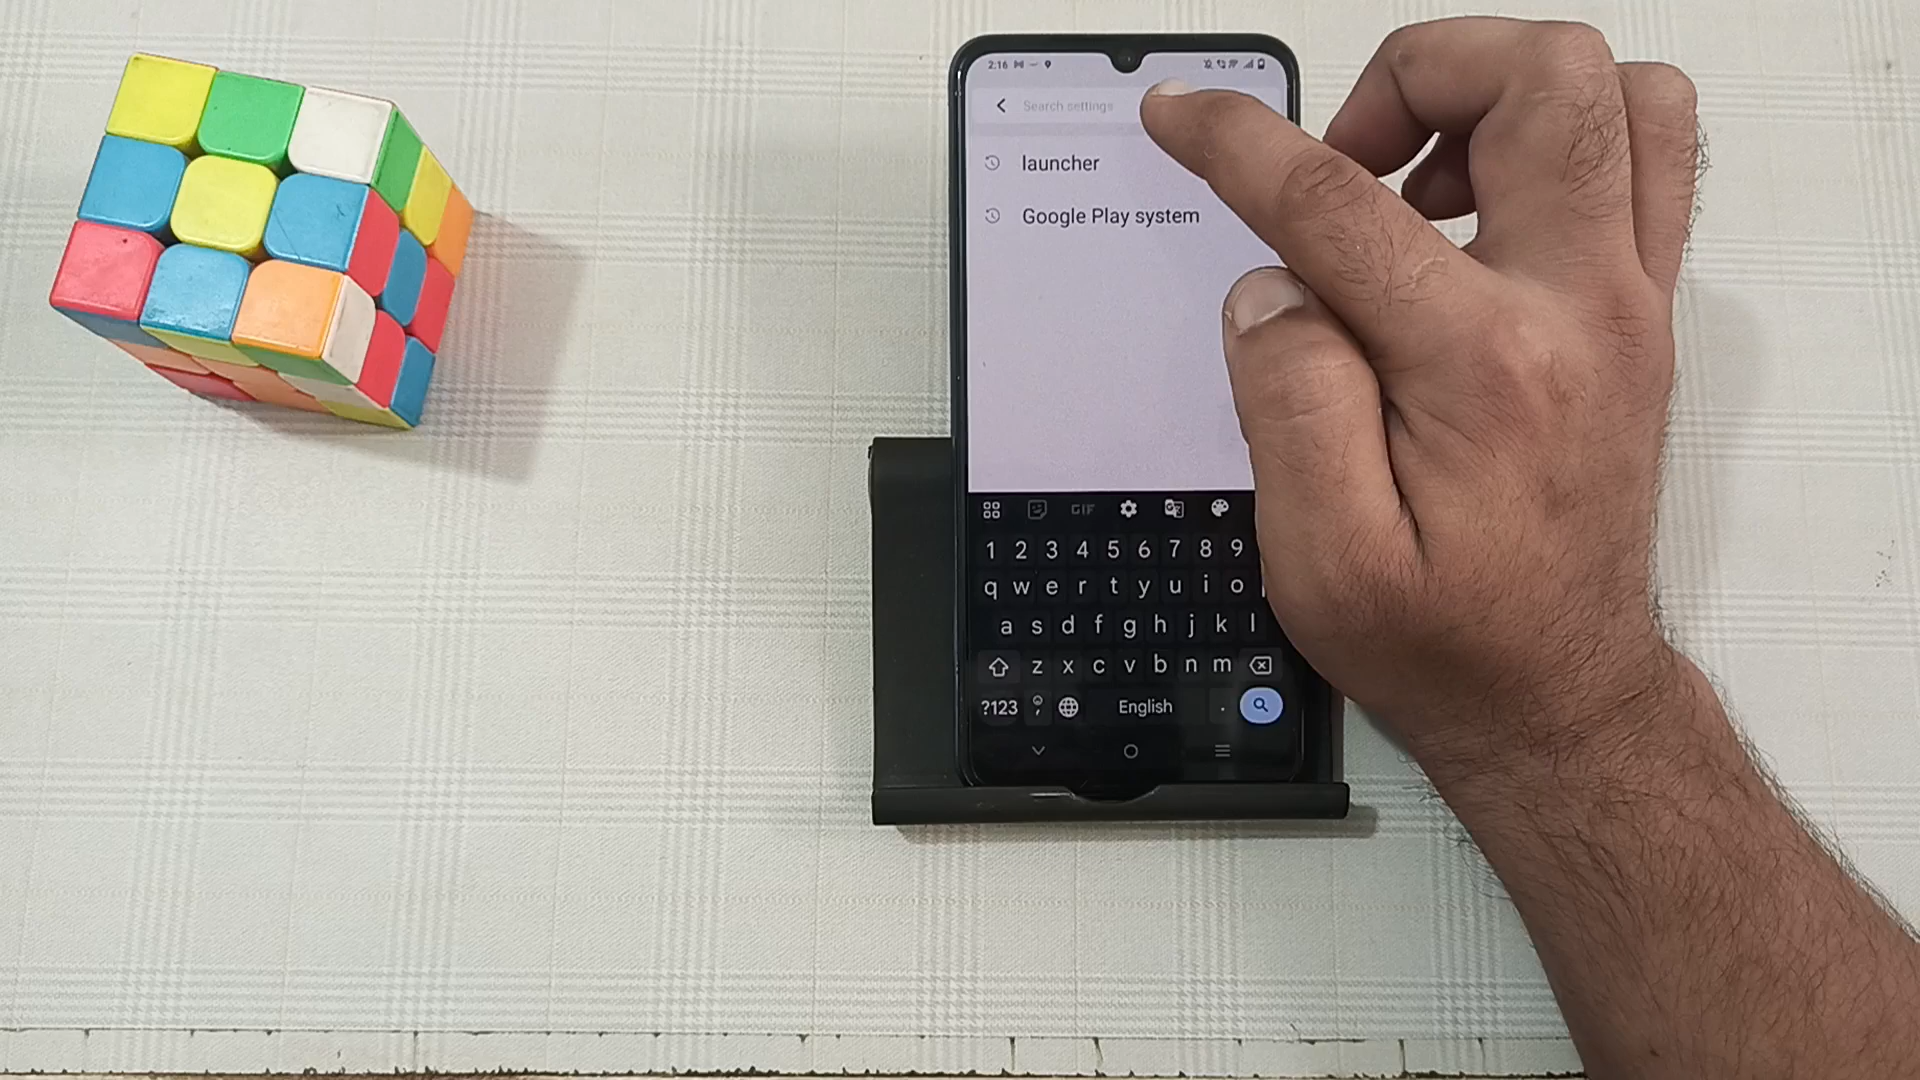 2:16
Search settings
launcher
Google Play system
GIF
1 2 3 4 5 6 7 8 9
q w e r t y u i o
a s d f g h j k l
z x c v b n m
?123 , English .